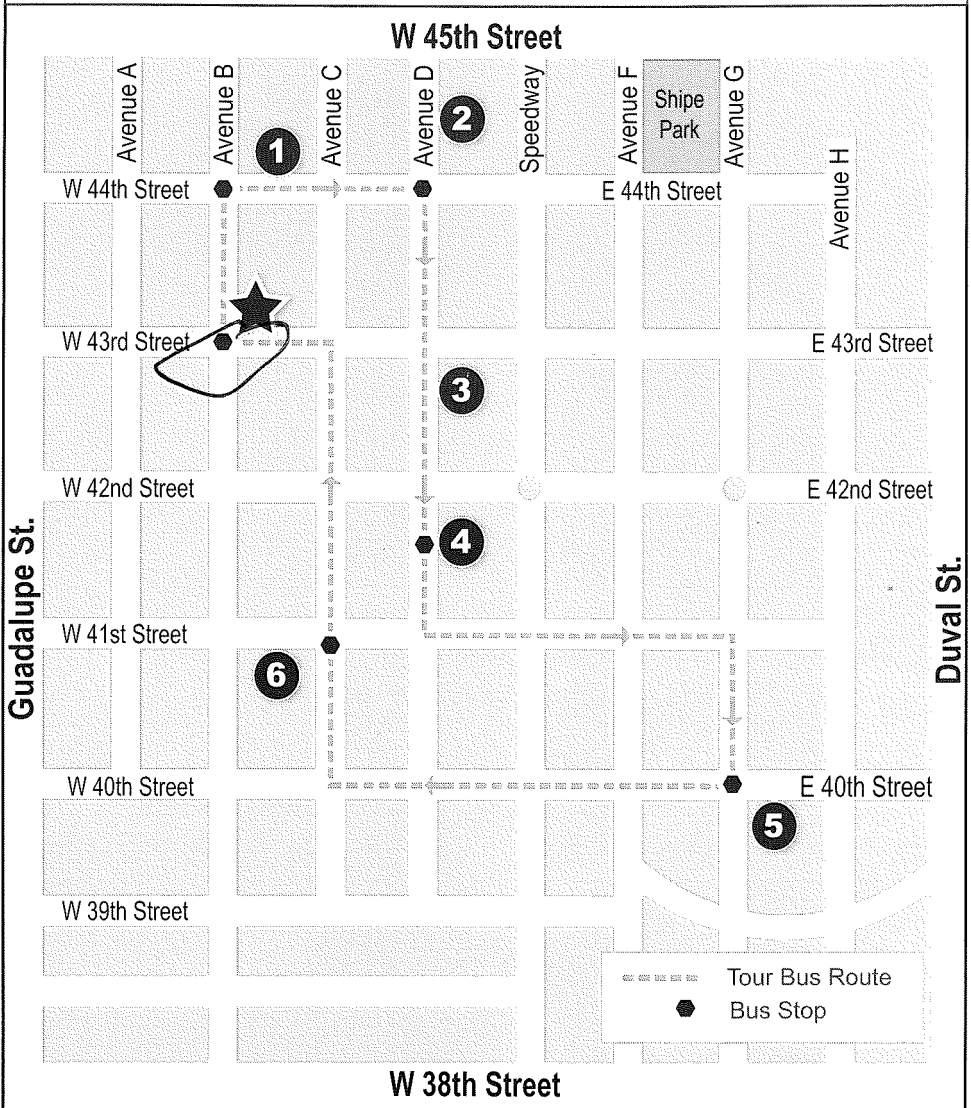 W 45th Street
Avenue A
Avenue B
Avenue C
Avenue D
Speedway
Avenue F
Shipe
Park
Avenue G
Avenue H
1
2
W 44th Street
E 44th Street
W 43rd Street
E 43rd Street
3
W 42nd Street
E 42nd Street
4
Guadalupe St.
Duval St.
W 41st Street
6
W 40th Street
E 40th Street
5
W 39th Street
Tour Bus Route
Bus Stop
W 38th Street